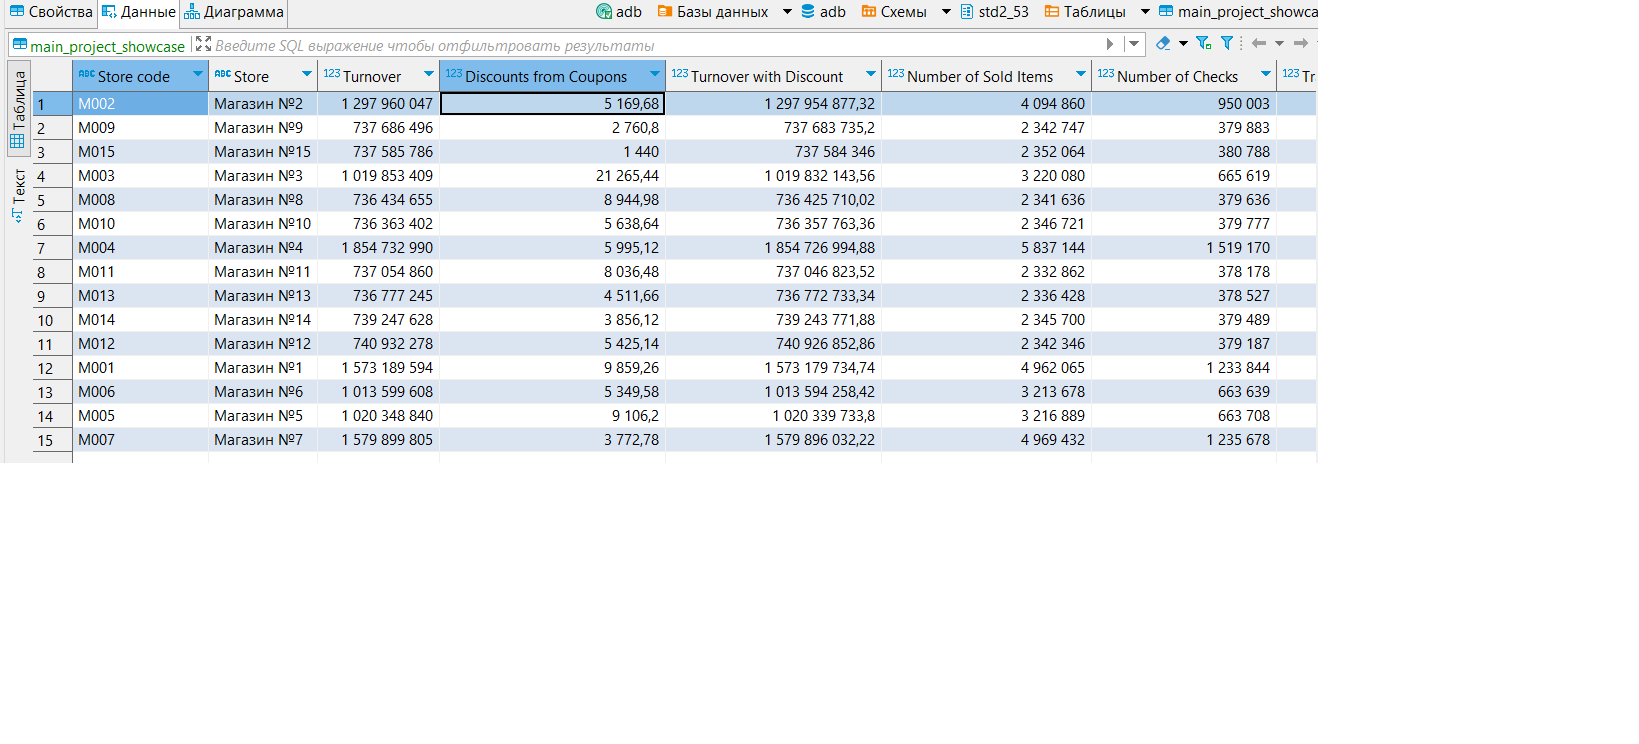 Свойства Данные Диаграмма adb Базы данных adb Схемы std2_53 Таблицы main_project_showca
main_project_showcase Введите SQL выражение чтобы отфильтровать результаты
Таблица
Текст
ABC Store code ABC Store 123 Turnover 123 Discounts from Coupons 123 Turnover with Discount 123 Number of Sold Items 123 Number of Checks 123 Tr
1 M002 Магазин №2 1 297 960 047 5 169,68 1 297 954 877,32 4 094 860 950 003
2 M009 Магазин №9 737 686 496 2 760,8 737 683 735,2 2 342 747 379 883
3 M015 Магазин №15 737 585 786 1 440 737 584 346 2 352 064 380 788
4 M003 Магазин №3 1 019 853 409 21 265,44 1 019 832 143,56 3 220 080 665 619
5 M008 Магазин №8 736 434 655 8 944,98 736 425 710,02 2 341 636 379 636
6 M010 Магазин №10 736 363 402 5 638,64 736 357 763,36 2 346 721 379 777
7 M004 Магазин №4 1 854 732 990 5 995,12 1 854 726 994,88 5 837 144 1 519 170
8 M011 Магазин №11 737 054 860 8 036,48 737 046 823,52 2 332 862 378 178
9 M013 Магазин №13 736 777 245 4 511,66 736 772 733,34 2 336 428 378 527
10 M014 Магазин №14 739 247 628 3 856,12 739 243 771,88 2 345 700 379 489
11 M012 Магазин №12 740 932 278 5 425,14 740 926 852,86 2 342 346 379 187
12 M001 Магазин №1 1 573 189 594 9 859,26 1 573 179 734,74 4 962 065 1 233 844
13 M006 Магазин №6 1 013 599 608 5 349,58 1 013 594 258,42 3 213 678 663 639
14 M005 Магазин №5 1 020 348 840 9 106,2 1 020 339 733,8 3 216 889 663 708
15 M007 Магазин №7 1 579 899 805 3 772,78 1 579 896 032,22 4 969 432 1 235 678